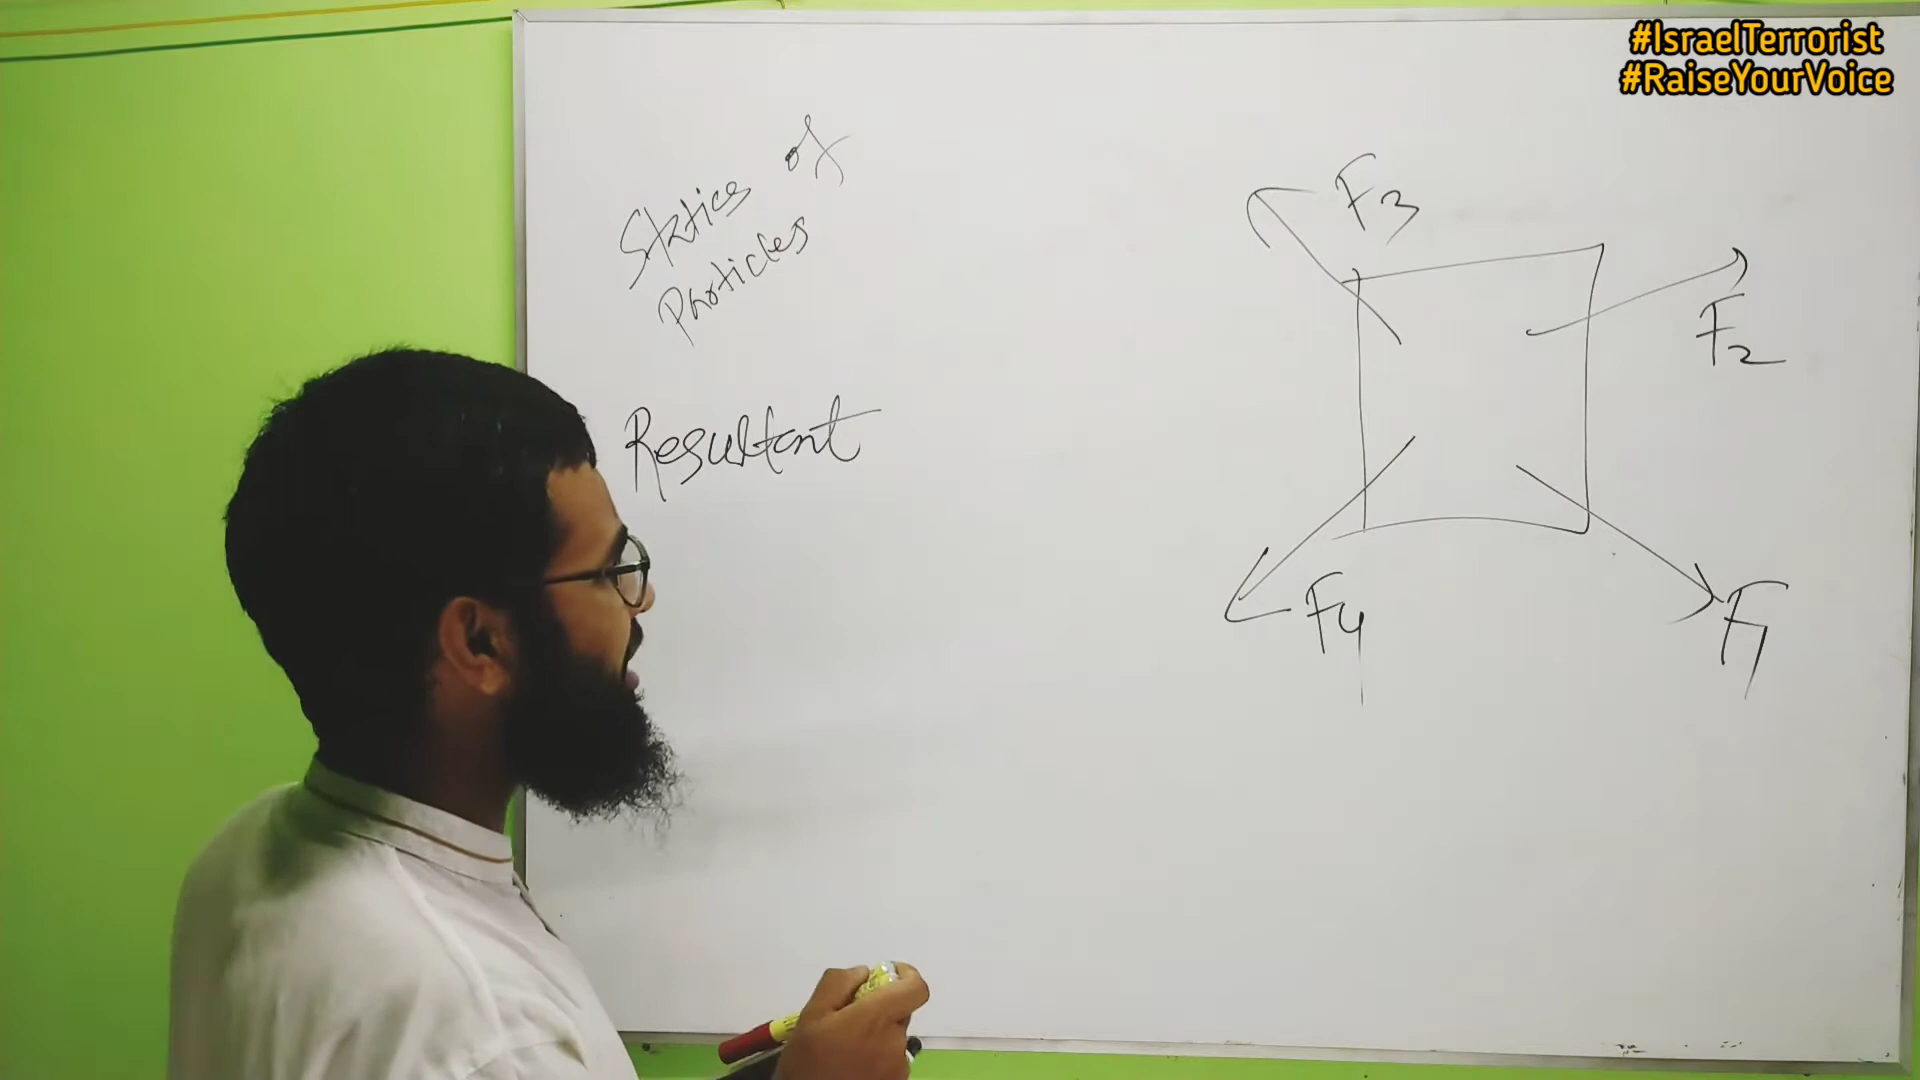 #IsraelTerrorist
#RaiseYourVoice
Statics of
Particles
Resultant
F3
F2
F4
F1